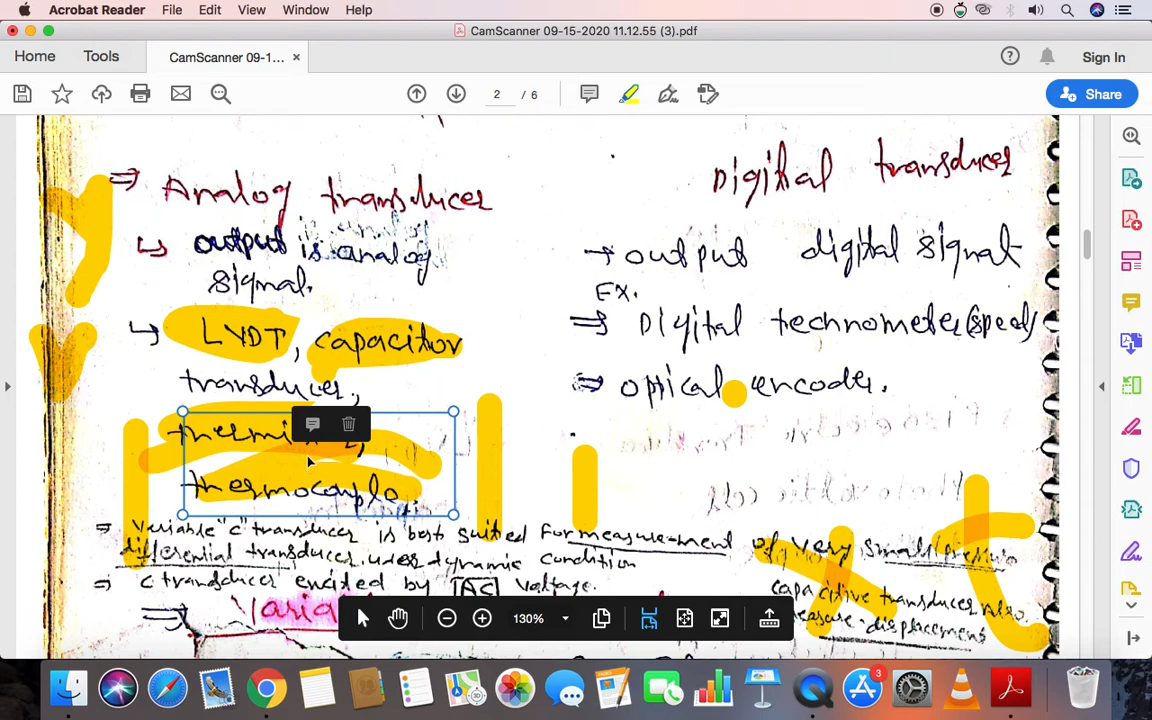 Acrobat Reader File Edit View Window Help
CamScanner 09-15-2020 11.12.55 (3).pdf
Home Tools CamScanner 09-1... × Sign In
2 / 6 Share
⇒ Analog transducer
↳ output is analog
signal.
↳ LVDT, capacitor
transducer,
thermocouple.
Digital transducer
→ output digital signal
EX.
⇒ Digital technometer (speed)
⇒ optical encoder.
⇒ Variable "C" transducer is best suited for measurement of very small
differential transducer under dynamic condition
⇒ C transducer encited by AC voltage.
capacitive transducer Also
measure displacement
130%
3